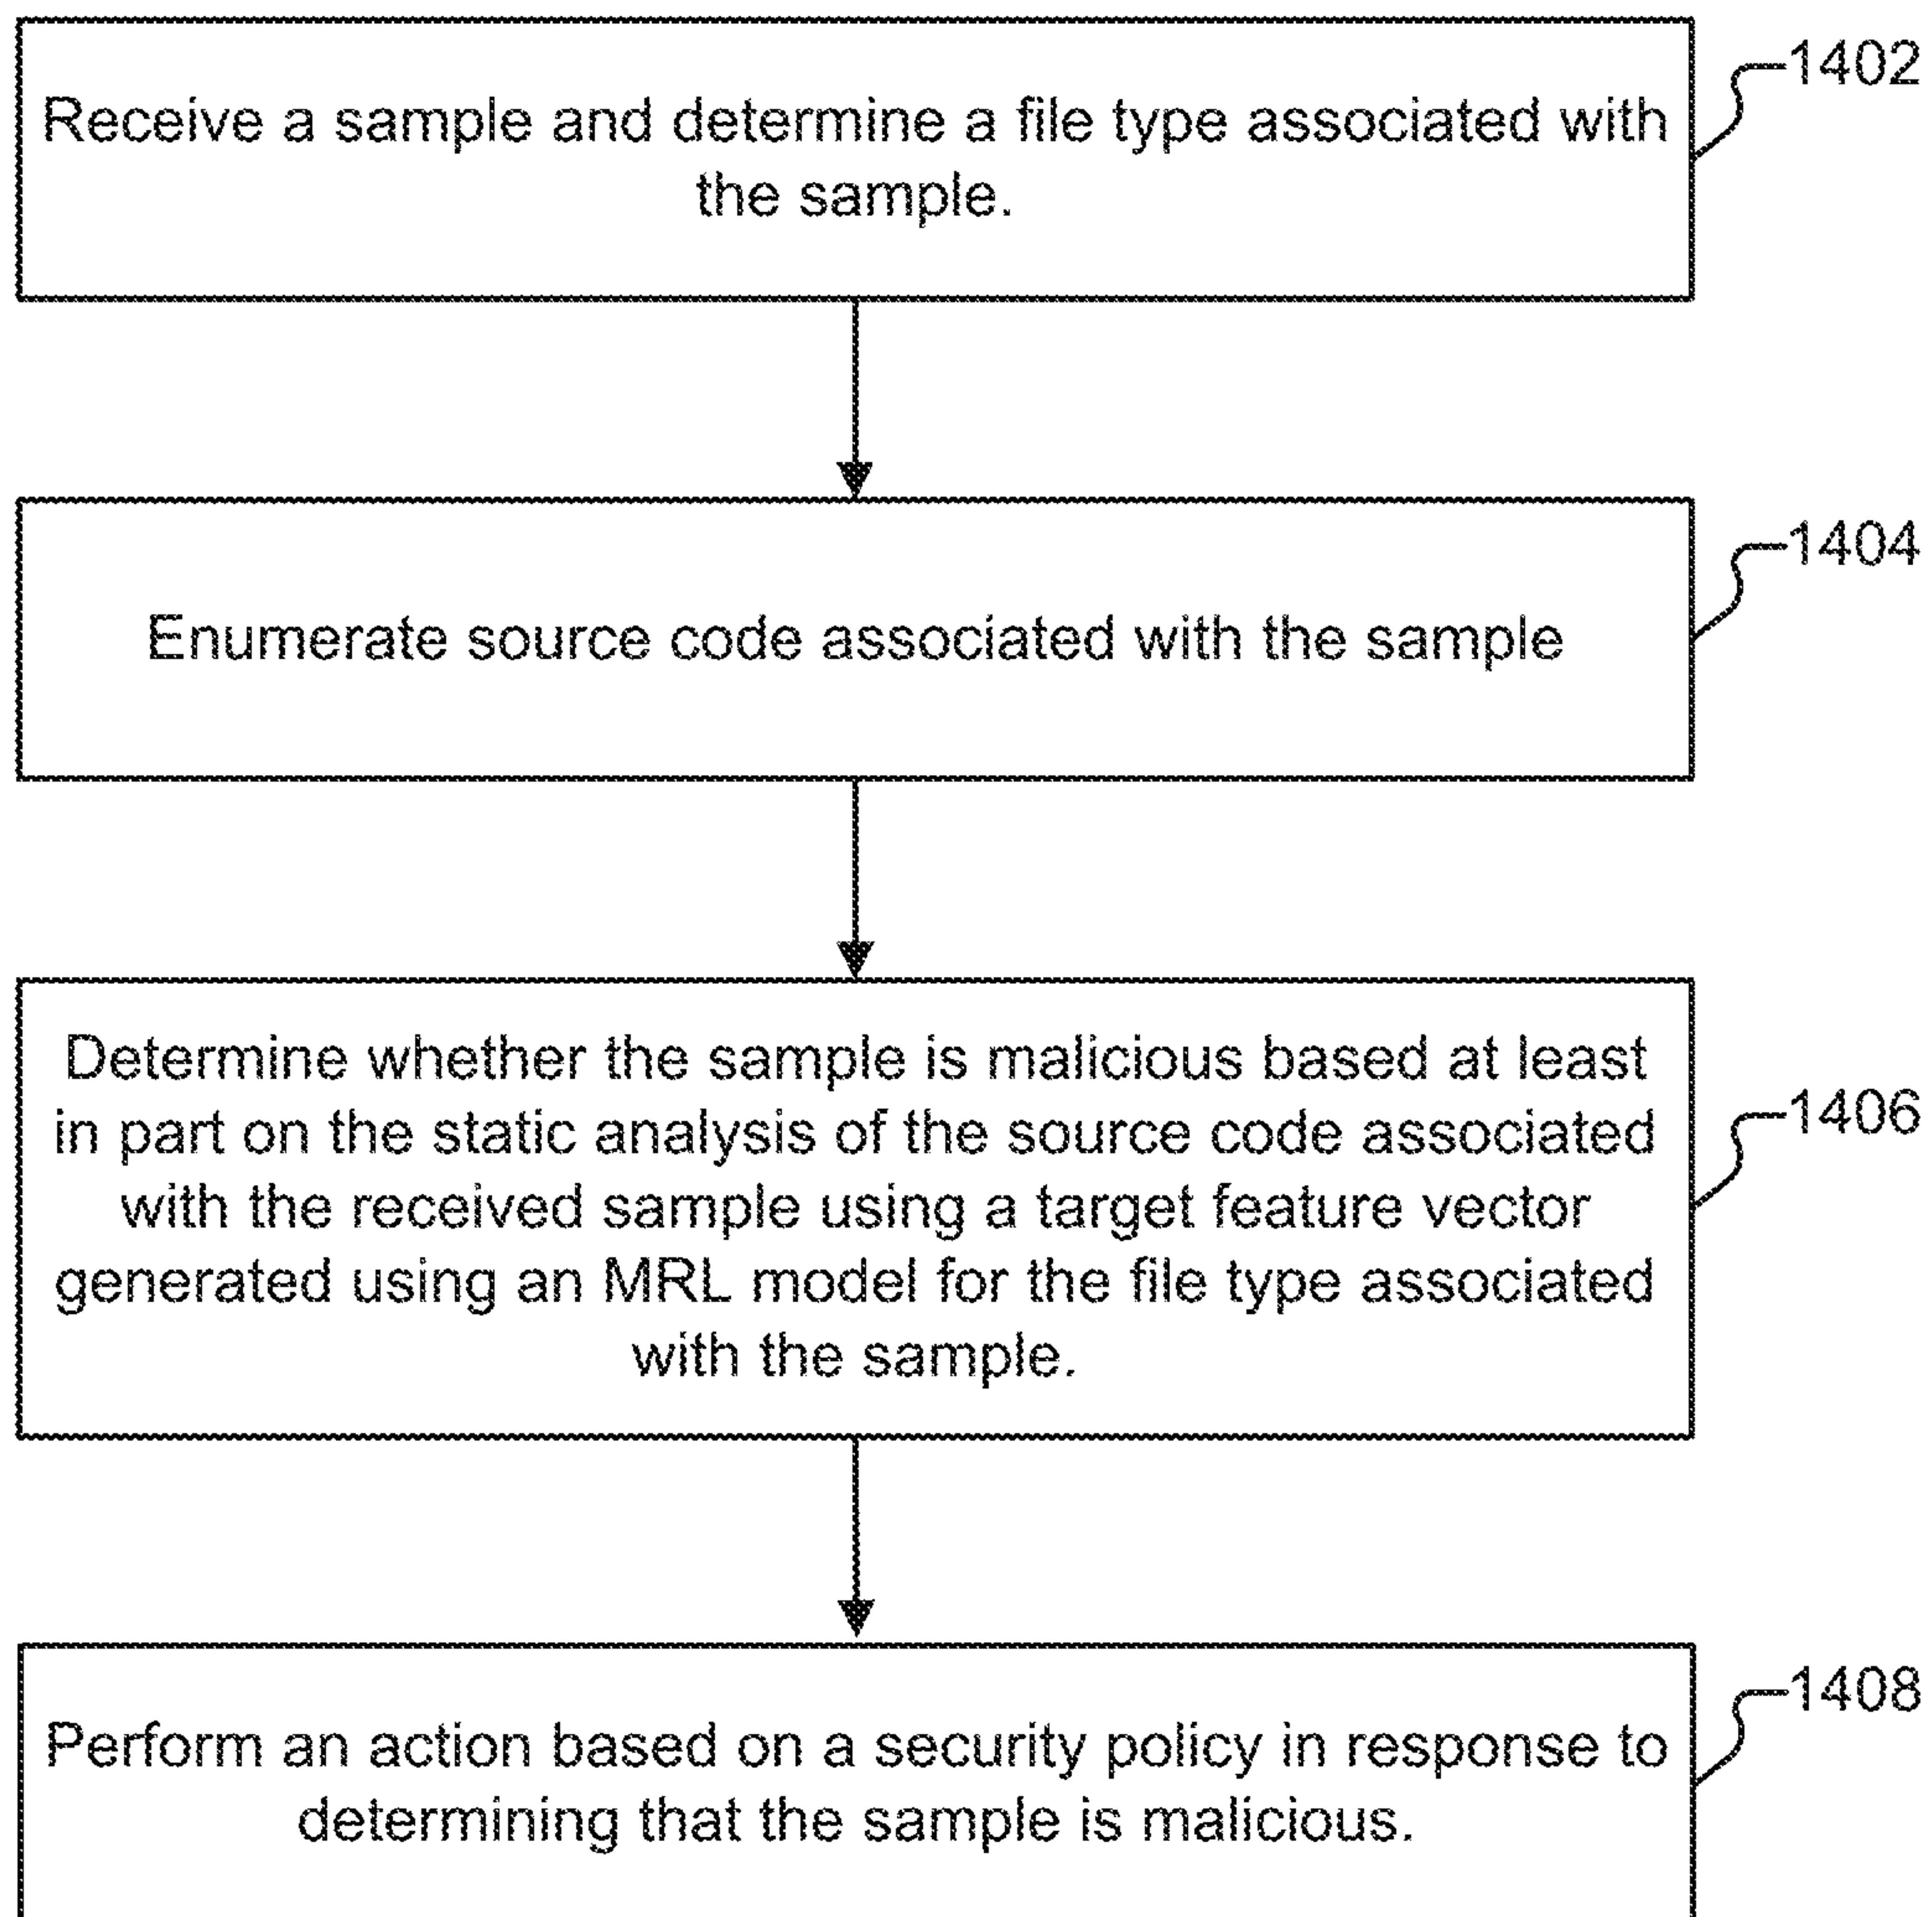 1402
Receive a sample and determine a file type associated with
the sample.
1404
Enumerate source code associated with the sample
Determine whether the sample is malicious based at least
in part on the static analysis of the source code associated
1406
with the received sample using a target feature vector
generated using an MRL model for the file type associated
with the sample.
1408
Perform an action based on a security policy in response to
determining that the sample is malicious.